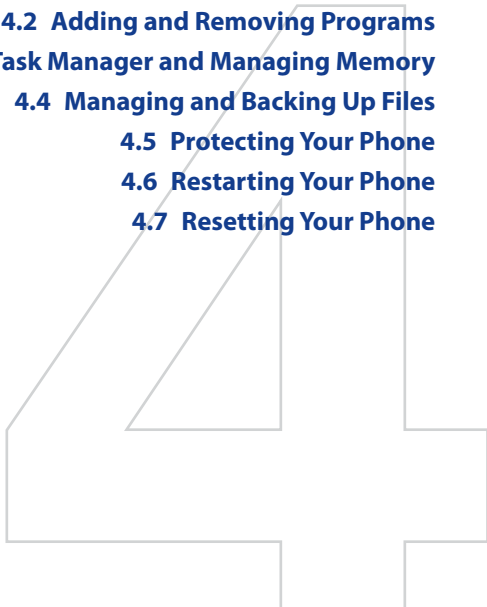 4.2 Adding and Removing Programs
Task Manager and Managing Memory
4.4 Managing and Backing Up Files
4.5 Protecting Your Phone
4.6 Restarting Your Phone
4.7 Resetting Your Phone
4